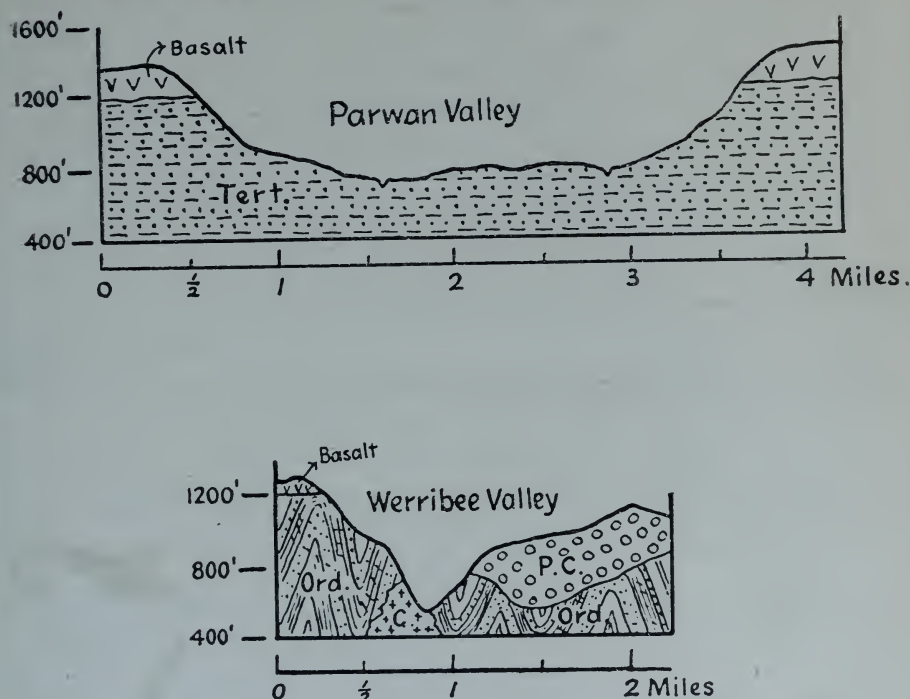 1600'
Basalt
1200'
Parwan Valley
800'
Tert.
400'
0 ½ 1 2 3 4 Miles.
Basalt
1200'
Werribee Valley
800'
Ord. P.C.
G Ord.
400'
0 ½ 1 2 Miles